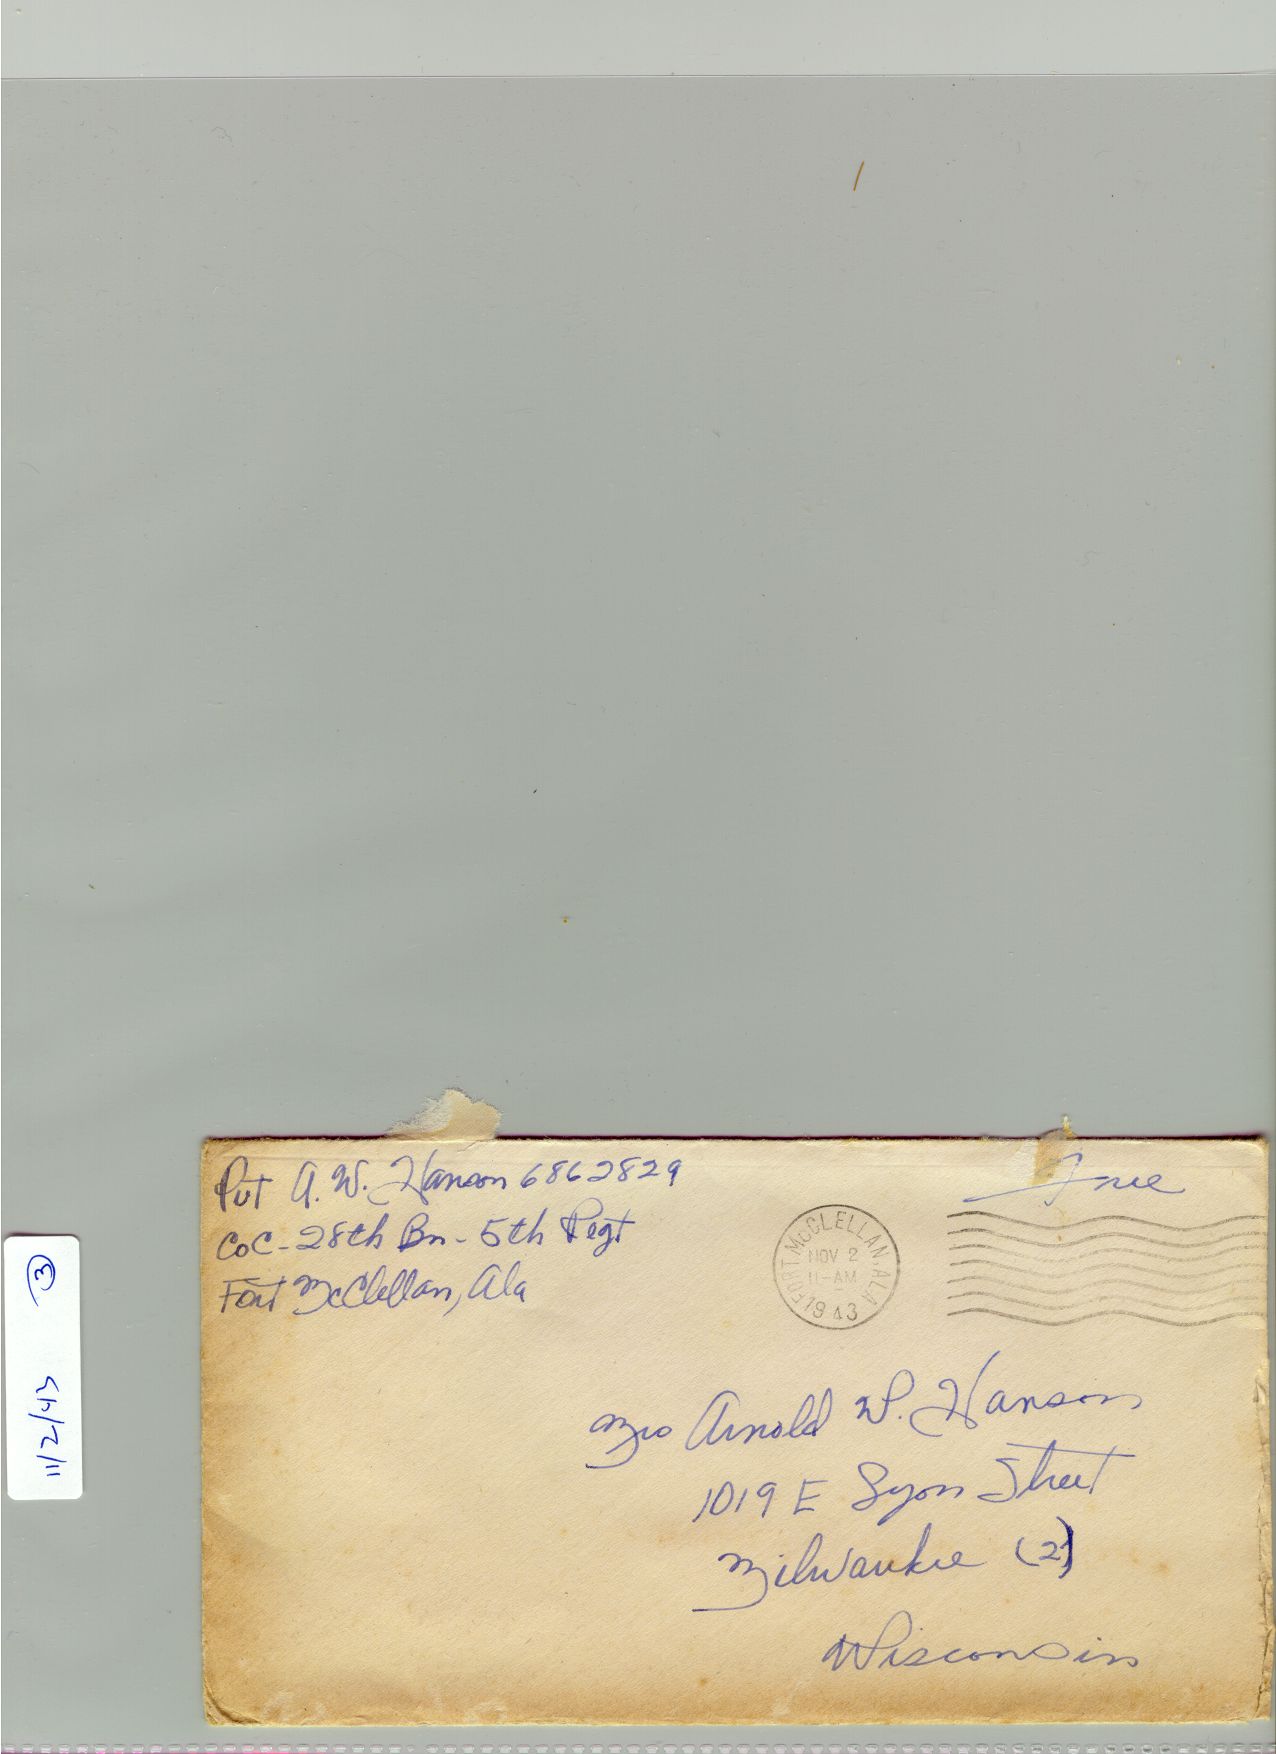 Pvt A. W. Hanson 6862829
CoC - 28th Bn - 5th Regt
Fort McClellan, Ala
Free
FORT MCCLELLAN, ALA
NOV 2
11-AM
1943
Mrs Arnold W. Hanson
1019 E Lyon Street
Milwaukee (2)
Wisconsin
11/2/43 ③